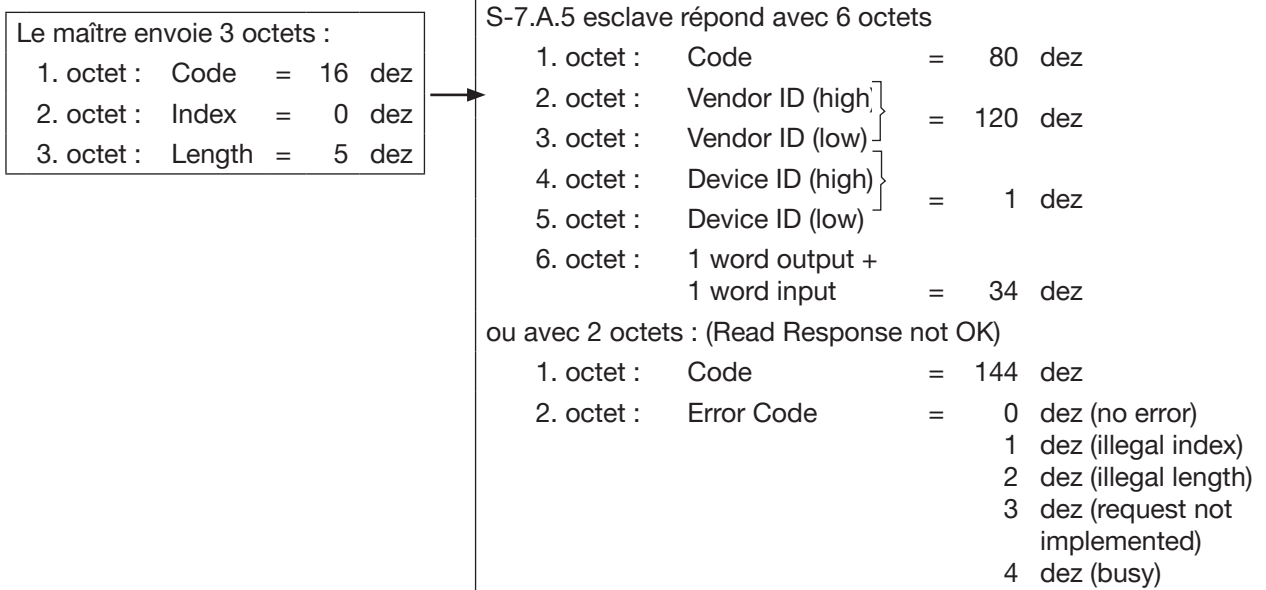 Le maître envoie 3 octets :
1. octet : Code = 16 dez
2. octet : Index = 0 dez
3. octet : Length = 5 dez
S-7.A.5 esclave répond avec 6 octets
1. octet : Code = 80 dez
2. octet : Vendor ID (high)
= 120 dez
3. octet : Vendor ID (low)
4. octet : Device ID (high)
= 1 dez
5. octet : Device ID (low)
6. octet : 1 word output +
1 word input = 34 dez
ou avec 2 octets : (Read Response not OK)
1. octet : Code = 144 dez
2. octet : Error Code = 0 dez (no error)
1 dez (illegal index)
2 dez (illegal length)
3 dez (request not
implemented)
4 dez (busy)